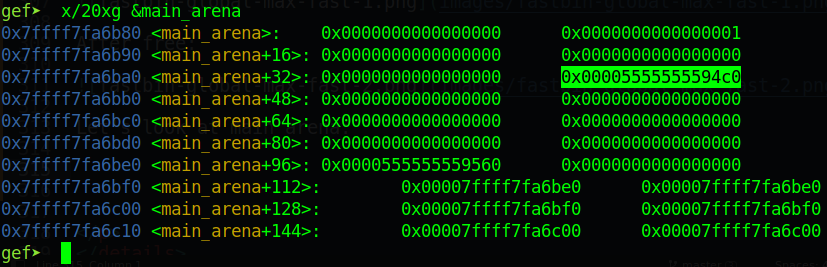 gef➤  x/20xg &main_arena
0x7ffff7fa6b80 <main_arena>:    0x0000000000000000      0x0000000000000001
0x7ffff7fa6b90 <main_arena+16>: 0x0000000000000000      0x0000000000000000
0x7ffff7fa6ba0 <main_arena+32>: 0x0000000000000000      0x00005555555594c0
0x7ffff7fa6bb0 <main_arena+48>: 0x0000000000000000      0x0000000000000000
0x7ffff7fa6bc0 <main_arena+64>: 0x0000000000000000      0x0000000000000000
0x7ffff7fa6bd0 <main_arena+80>: 0x0000000000000000      0x0000000000000000
0x7ffff7fa6be0 <main_arena+96>: 0x0000555555559560      0x0000000000000000
0x7ffff7fa6bf0 <main_arena+112>:        0x00007ffff7fa6be0      0x00007ffff7fa6be0
0x7ffff7fa6c00 <main_arena+128>:        0x00007ffff7fa6bf0      0x00007ffff7fa6bf0
0x7ffff7fa6c10 <main_arena+144>:        0x00007ffff7fa6c00      0x00007ffff7fa6c00
gef➤